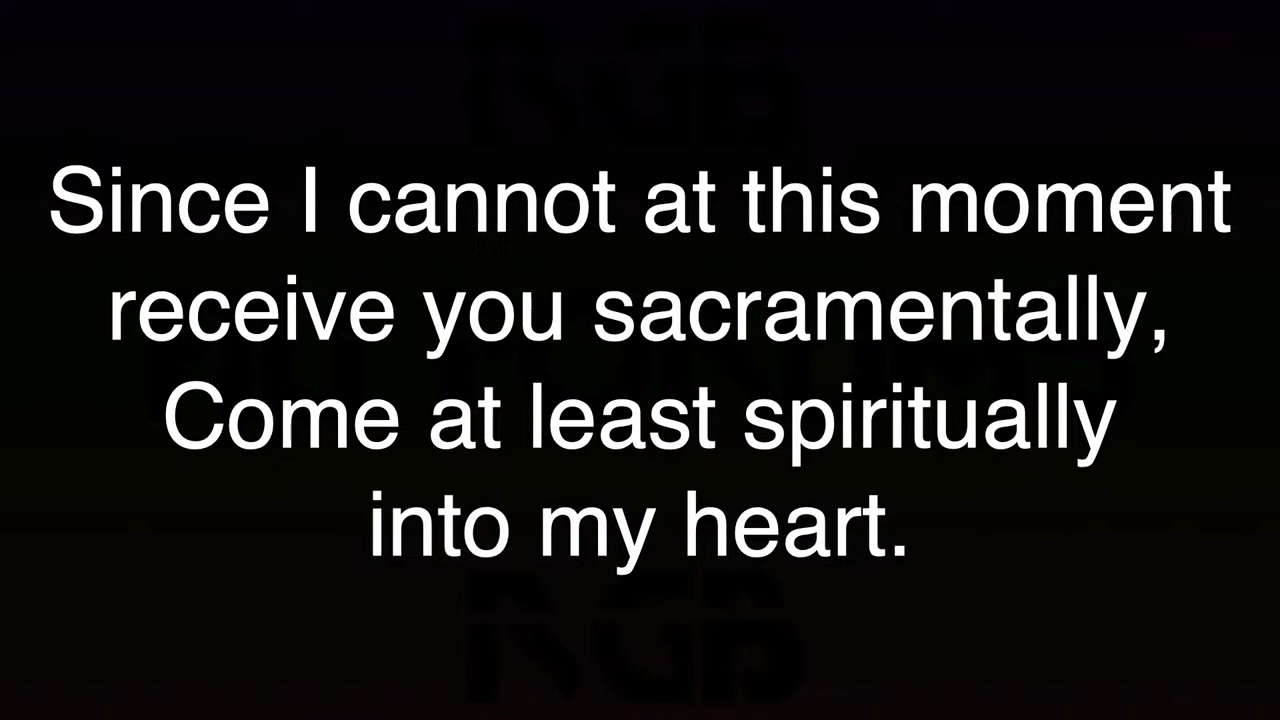 Since I cannot at this moment
receive you sacramentally,
Come at least spiritually
into my heart.